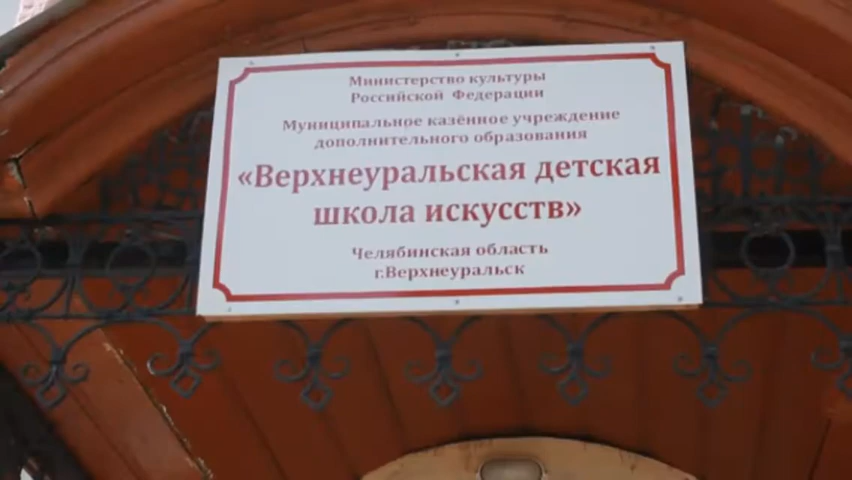 Министерство культуры
Российской Федерации
Муниципальное казённое учреждение
дополнительного образования
«Верхнеуральская детская
школа искусств»
Челябинская область
г.Верхнеуральск